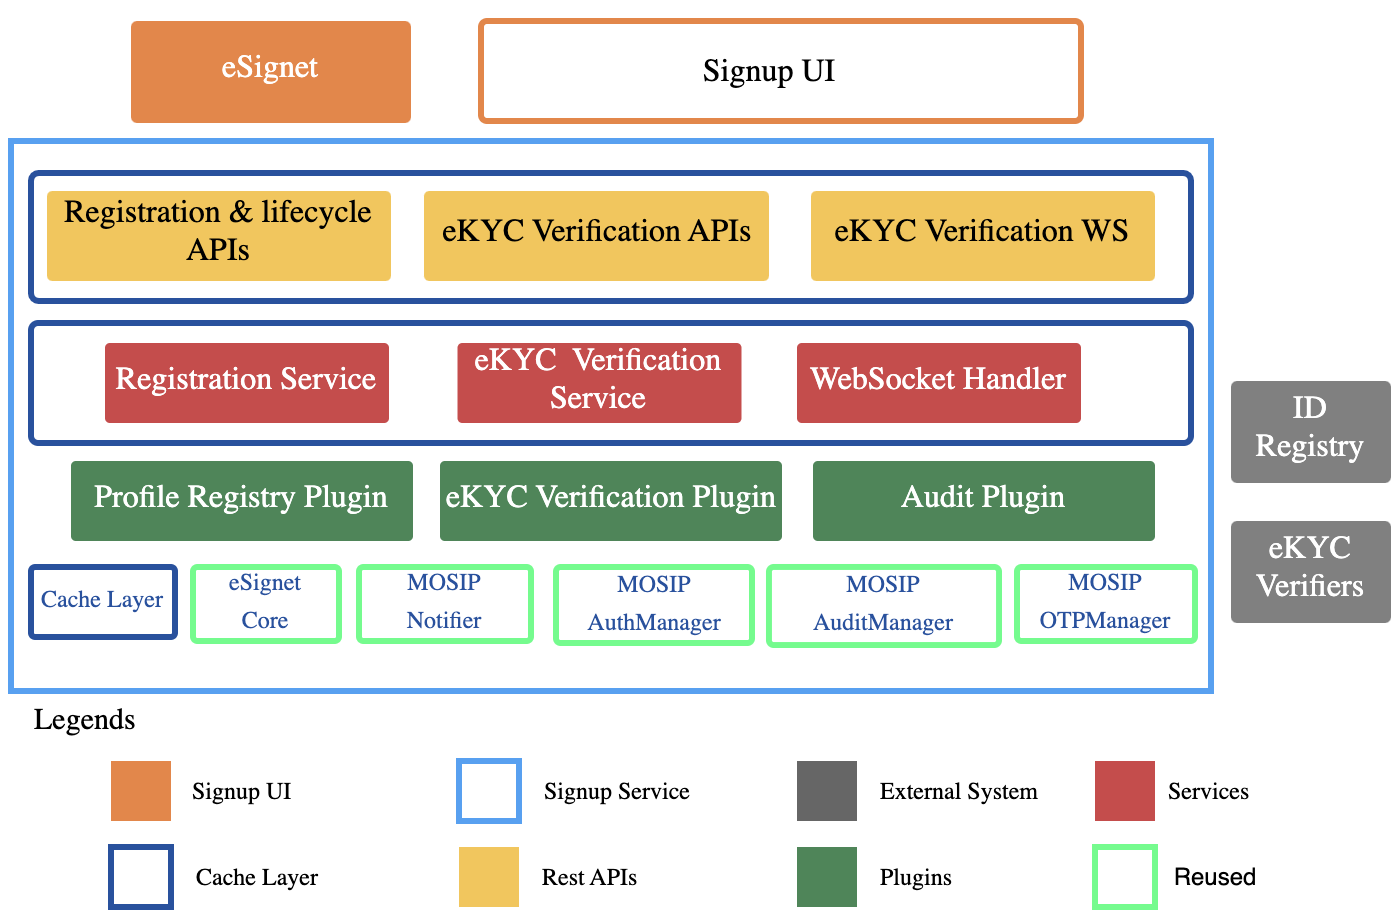 eSignet
Signup UI
Registration & lifecycle
APIs
eKYC Verification APIs
eKYC Verification WS
Registration Service
eKYC  Verification
Service
WebSocket Handler
ID
Registry
Profile Registry Plugin
eKYC Verification Plugin
Audit Plugin
eKYC
Verifiers
Cache Layer
eSignet
Core
MOSIP
Notifier
MOSIP
AuthManager
MOSIP
AuditManager
MOSIP
OTPManager
Legends
Signup UI
Signup Service
External System
Services
Cache Layer
Rest APIs
Plugins
Reused